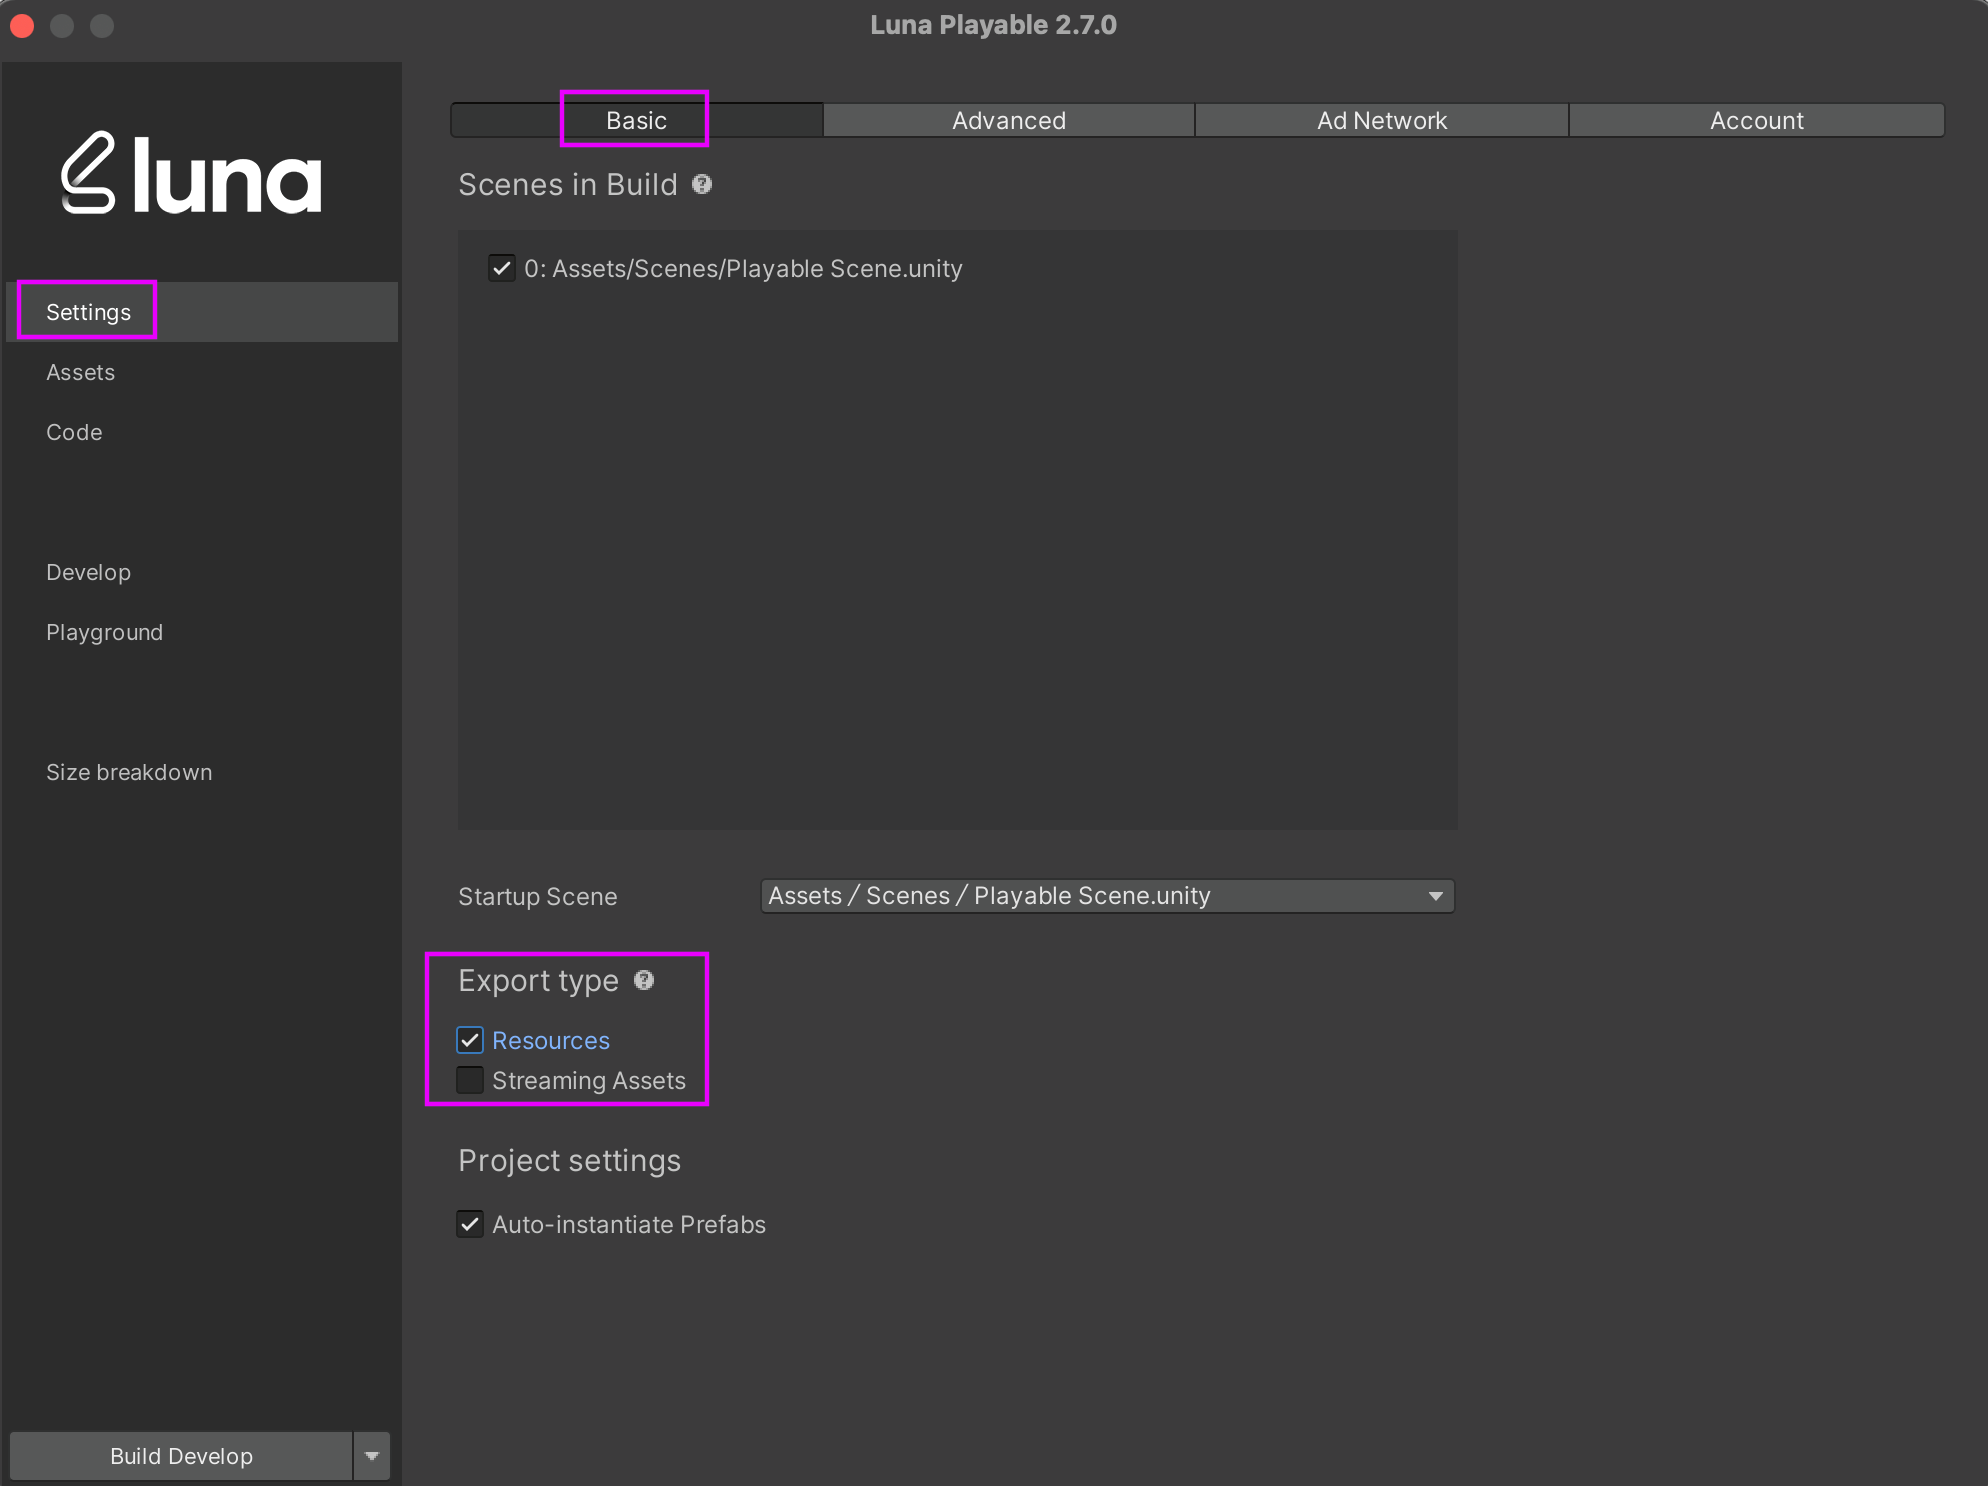 Luna Playable 2.7.0
luna
Settings
Assets
Code
Develop
Playground
Size breakdown
Build Develop
Basic
Advanced
Ad Network
Account
Scenes in Build
0: Assets/Scenes/Playable Scene.unity
Startup Scene
Assets / Scenes / Playable Scene.unity
Export type
Resources
Streaming Assets
Project settings
Auto-instantiate Prefabs